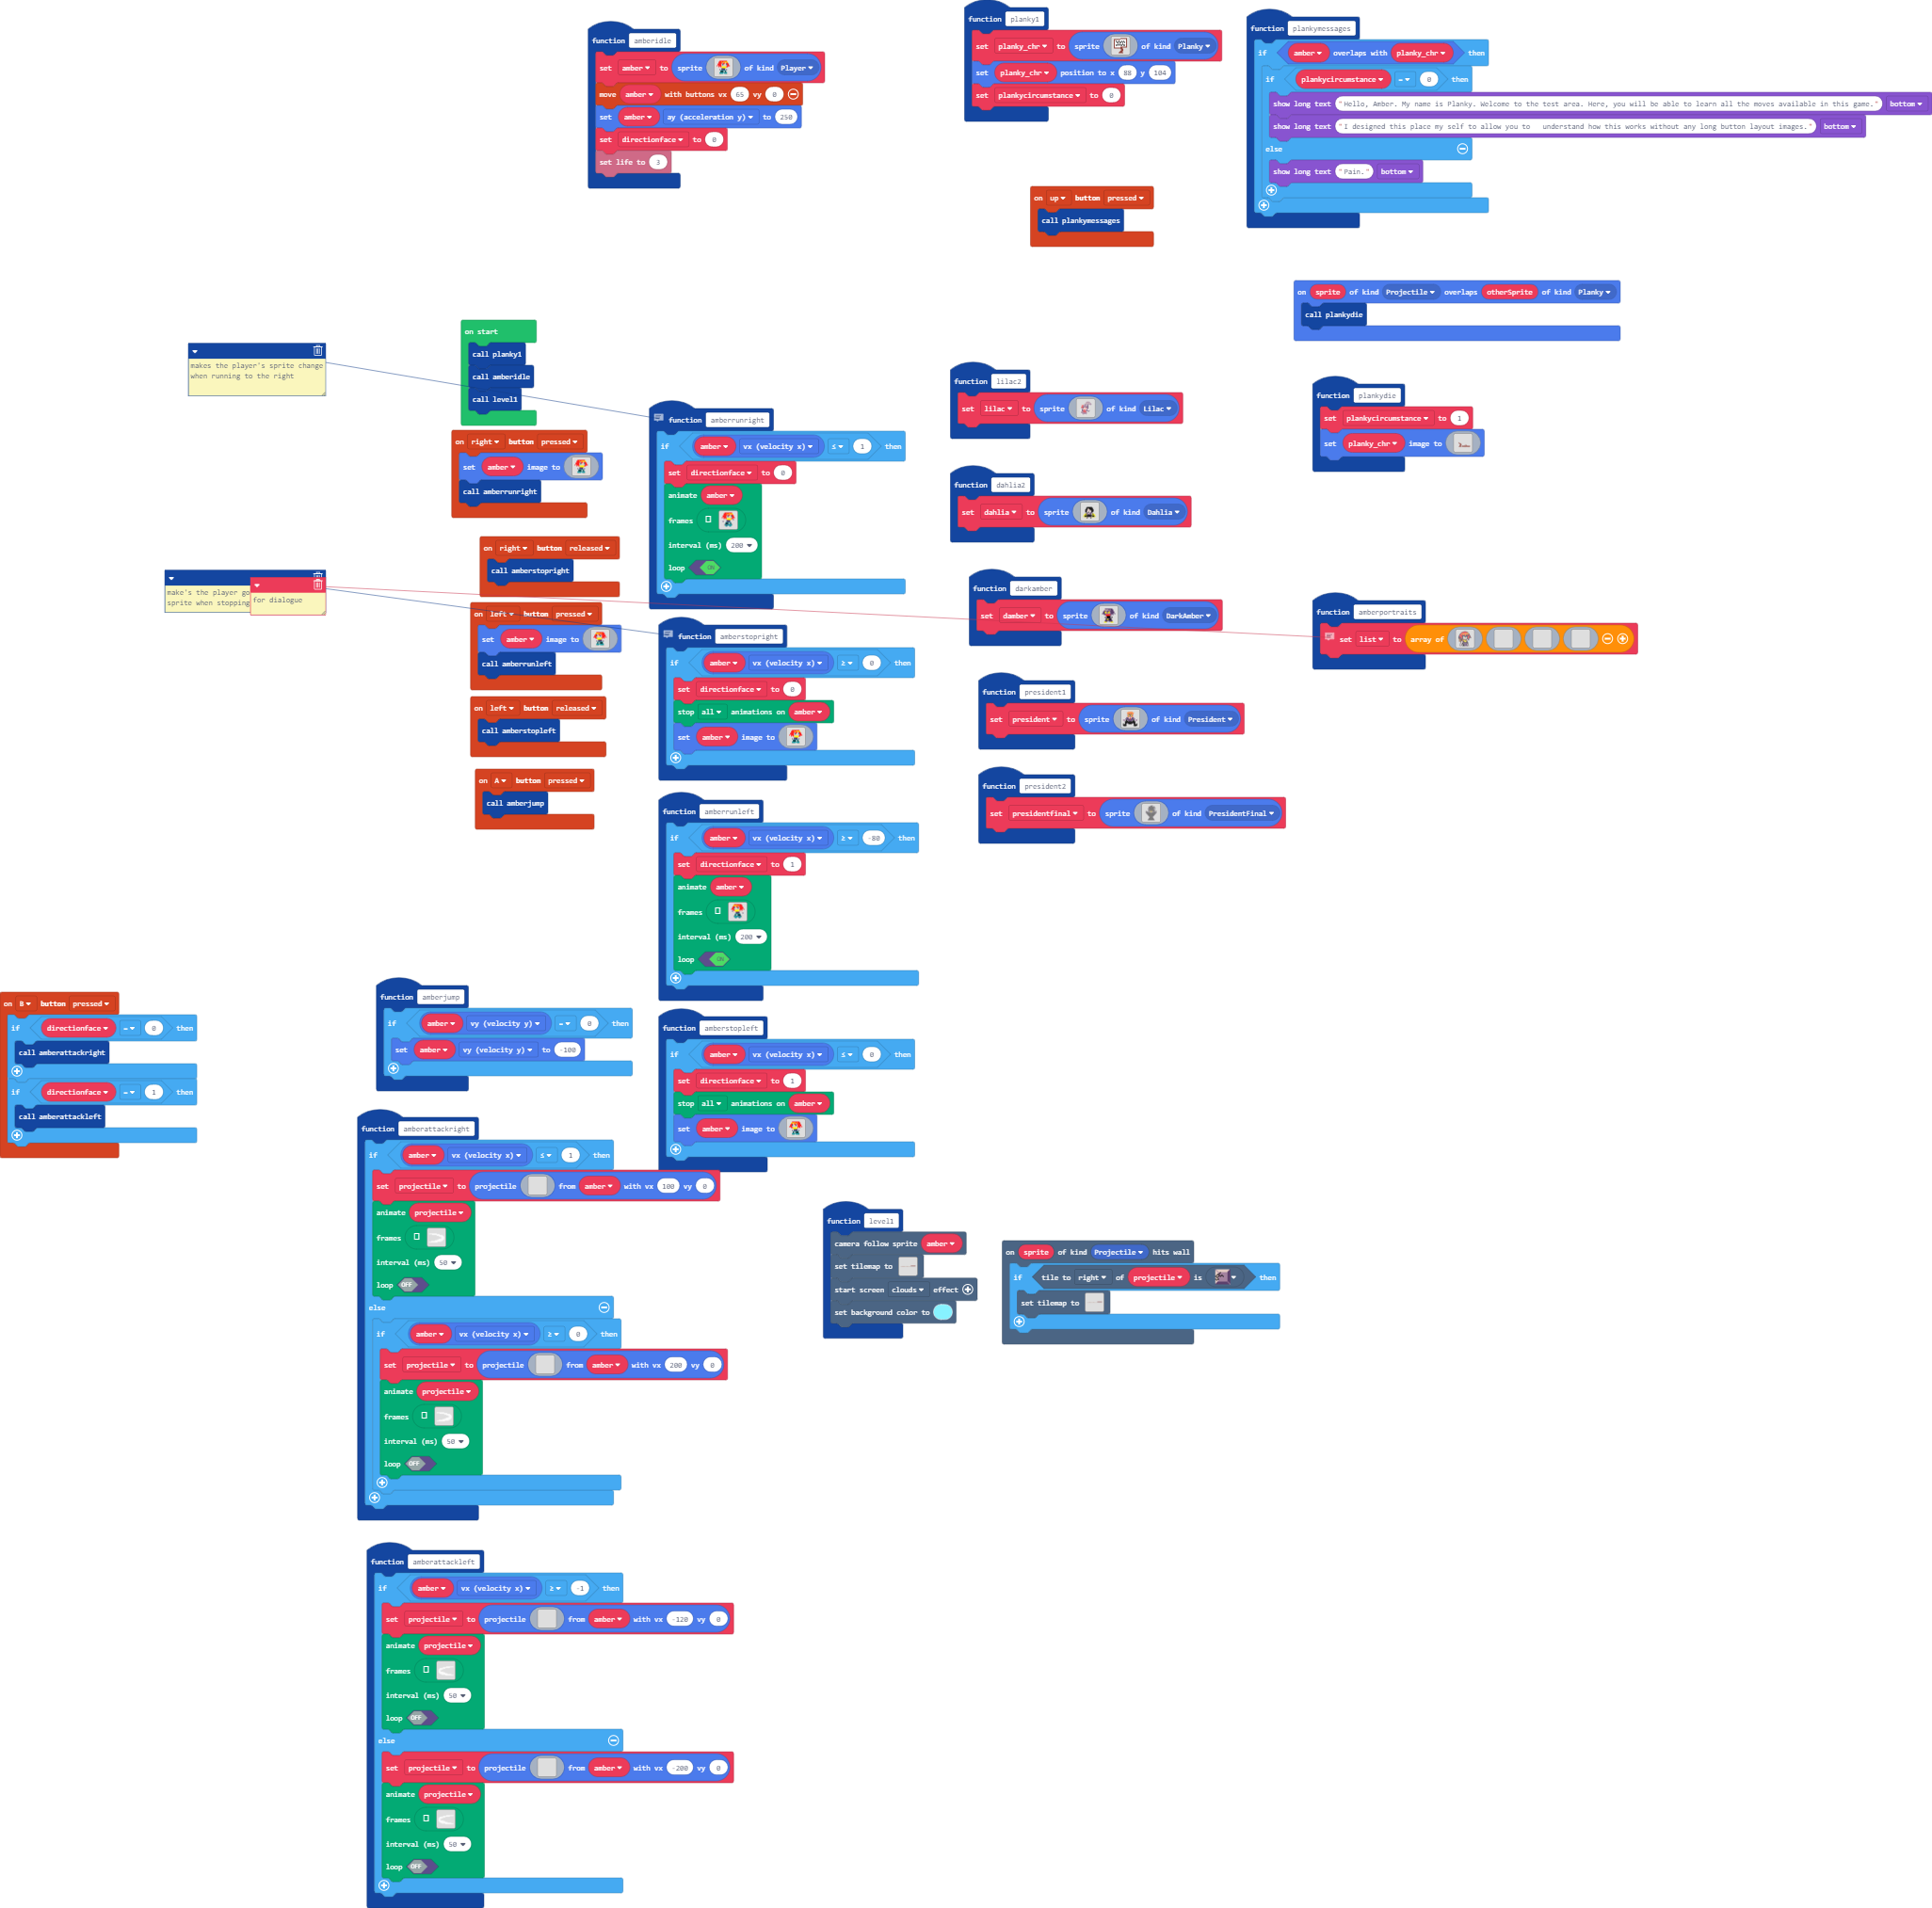 function amberidle
set amber to sprite of kind Player
move amber with buttons vx 65 vy 0
set amber ay (acceleration y) to 250
set directionface to 0
set life to 3
function planky1
set planky_chr to sprite of kind Planky
set planky_chr position to x 88 y 104
set plankycircumstance to 0
function plankymessages
if amber overlaps with planky_chr then
if plankycircumstance = 0 then
show long text "Hello, Amber. My name is Planky. Welcome to the test area. Here, you will be able to learn all the moves available in this game." bottom
show long text "I designed this place my self to allow you to understand how this works without any long button layout images." bottom
else
show long text "Pain." bottom
on up button pressed
call plankymessages
on sprite of kind Projectile overlaps otherSprite of kind Planky
call plankydie
function plankydie
set plankycircumstance to 1
set planky_chr image to
makes the player's sprite change
when running to the right
on start
call planky1
call amberidle
call level1
on right button pressed
set amber image to
call amberrunright
on right button released
call amberstopright
make's the player go
sprite when stopping
for dialogue
on left button pressed
set amber image to
call amberrunleft
on left button released
call amberstopleft
on A button pressed
call amberjump
function amberrunright
if amber vx (velocity x) ≤ 1 then
set directionface to 0
animate amber
frames
interval (ms) 200
loop ON
function amberstopright
if amber vx (velocity x) ≥ 0 then
set directionface to 0
stop all animations on amber
set amber image to
function amberrunleft
if amber vx (velocity x) ≥ -80 then
set directionface to 1
animate amber
frames
interval (ms) 200
loop ON
function amberstopleft
if amber vx (velocity x) ≤ 0 then
set directionface to 1
stop all animations on amber
set amber image to
function lilac2
set lilac to sprite of kind Lilac
function dahlia2
set dahlia to sprite of kind Dahlia
function darkamber
set damber to sprite of kind DarkAmber
function president1
set president to sprite of kind President
function president2
set presidentfinal to sprite of kind PresidentFinal
function amberportraits
set list to array of
on B button pressed
if directionface = 0 then
call amberattackright
if directionface = 1 then
call amberattackleft
function amberjump
if amber vy (velocity y) = 0 then
set amber vy (velocity y) to -100
function amberattackright
if amber vx (velocity x) ≤ 1 then
set projectile to projectile from amber with vx 100 vy 0
animate projectile
frames
interval (ms) 50
loop OFF
else
if amber vx (velocity x) ≥ 0 then
set projectile to projectile from amber with vx 200 vy 0
animate projectile
frames
interval (ms) 50
loop OFF
function level1
camera follow sprite amber
set tilemap to
start screen clouds effect
set background color to
on sprite of kind Projectile hits wall
if tile to right of projectile is then
set tilemap to
function amberattackleft
if amber vx (velocity x) ≥ -1 then
set projectile to projectile from amber with vx -120 vy 0
animate projectile
frames
interval (ms) 50
loop OFF
else
set projectile to projectile from amber with vx -200 vy 0
animate projectile
frames
interval (ms) 50
loop OFF